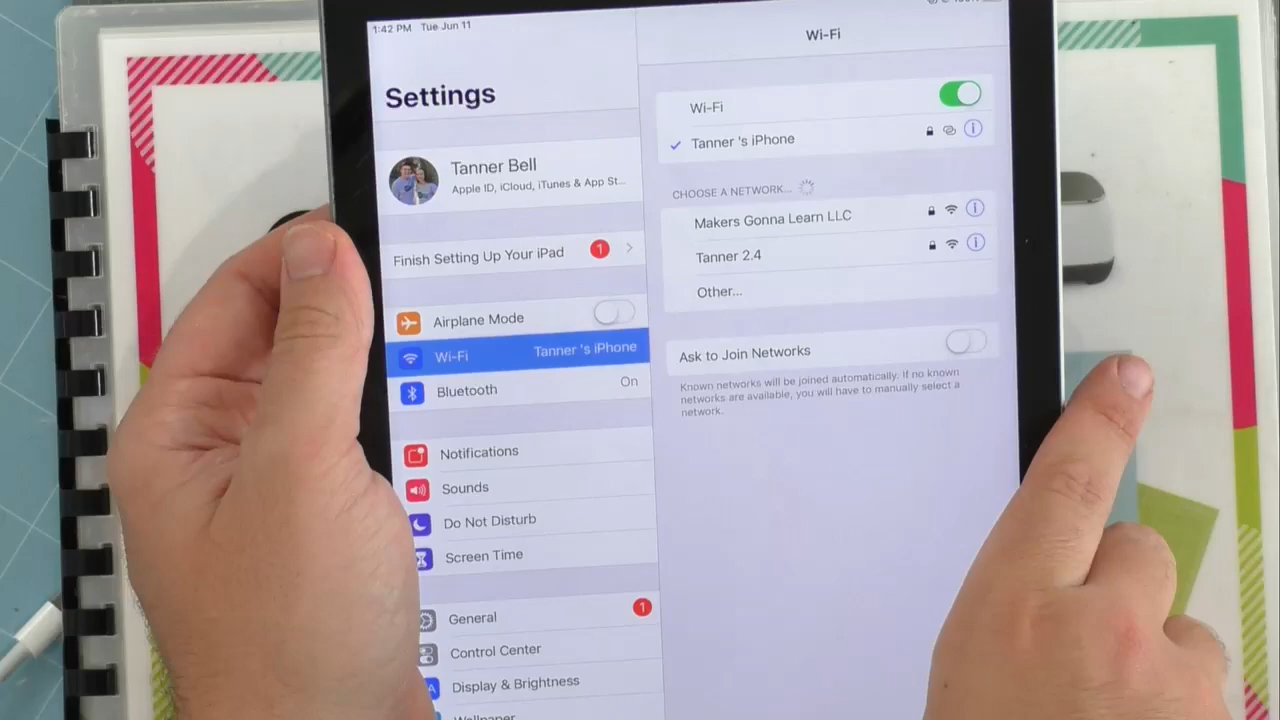 1:42 PM Tue Jun 11
Settings
Tanner Bell
Apple ID, iCloud, iTunes & App St...
Finish Setting Up Your iPad 1
Airplane Mode
Wi-Fi Tanner 's iPhone
Bluetooth On
Notifications
Sounds
Do Not Disturb
Screen Time
General 1
Control Center
Display & Brightness
Wallpaper
Wi-Fi
Wi-Fi
Tanner 's iPhone
CHOOSE A NETWORK...
Makers Gonna Learn LLC
Tanner 2.4
Other...
Ask to Join Networks
Known networks will be joined automatically. If no known
networks are available, you will have to manually select a
network.